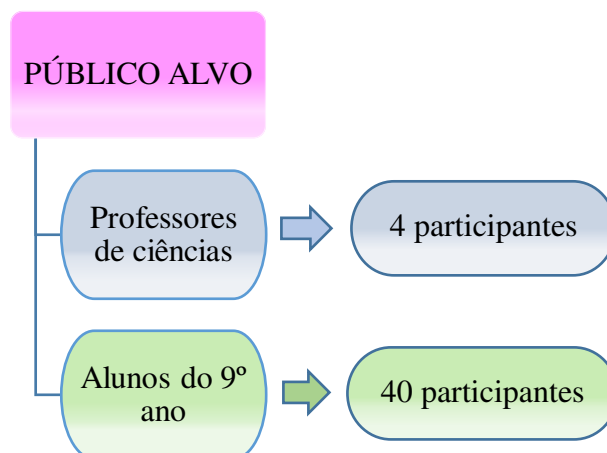 PÚBLICO ALVO
Professores
de ciências
4 participantes
Alunos do 9º
ano
40 participantes